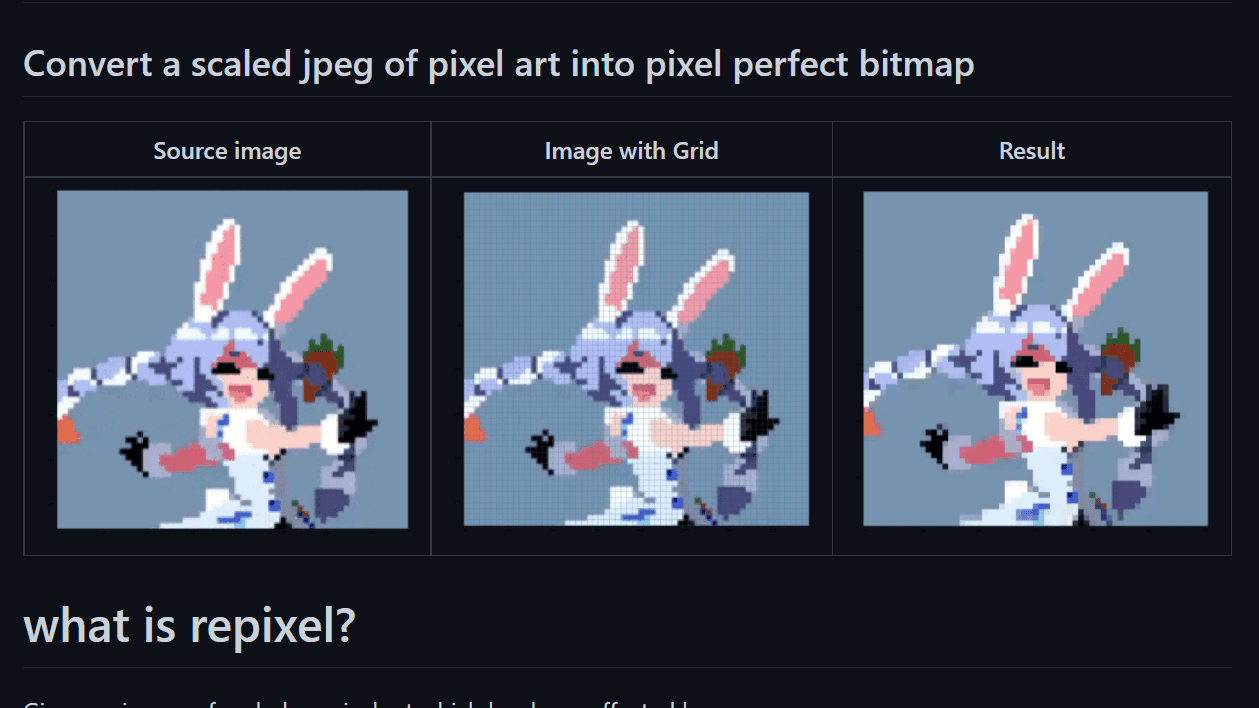 Convert a scaled jpeg of pixel art into pixel perfect bitmap
Source image Image with Grid Result
what is repixel?